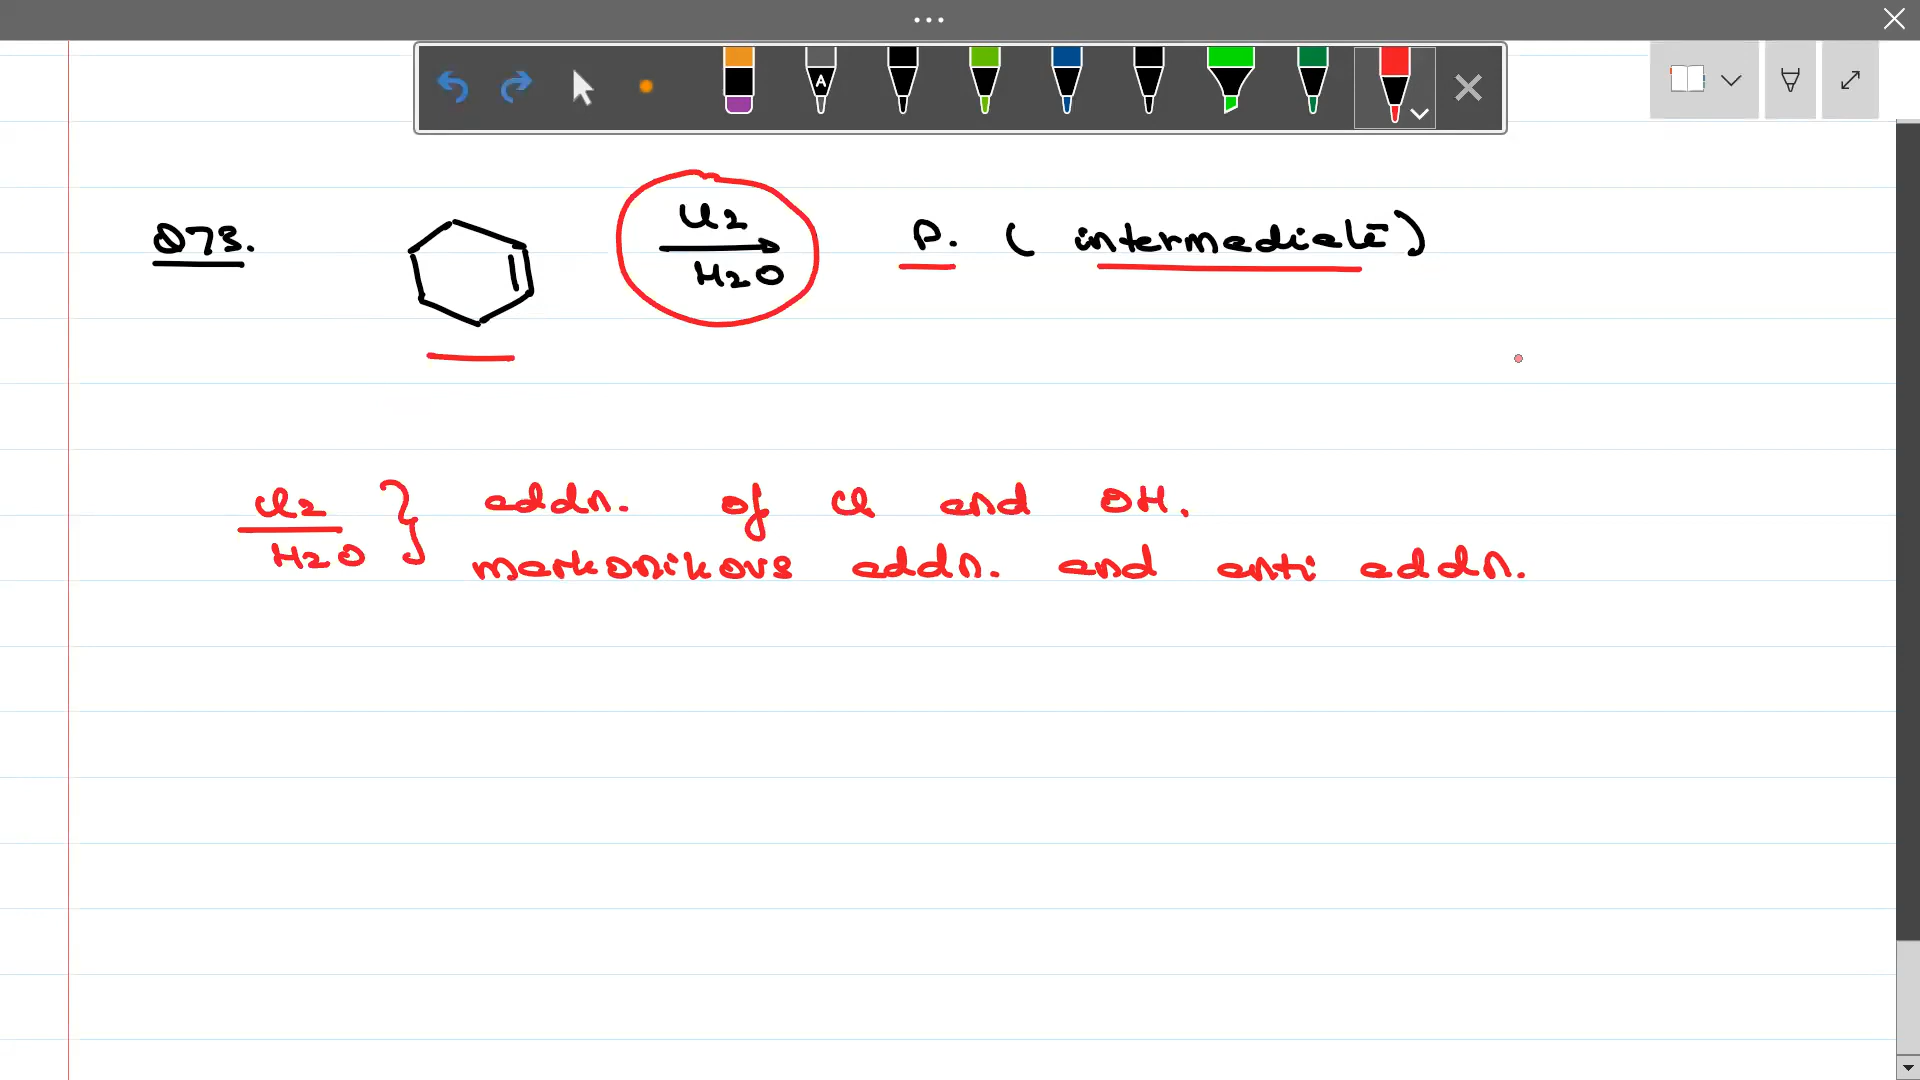 Q73. Cl2 P. (intermediate)
H2O
Cl2 } addn. of Cl and OH.
H2O markonikovs addn. and anti addn.